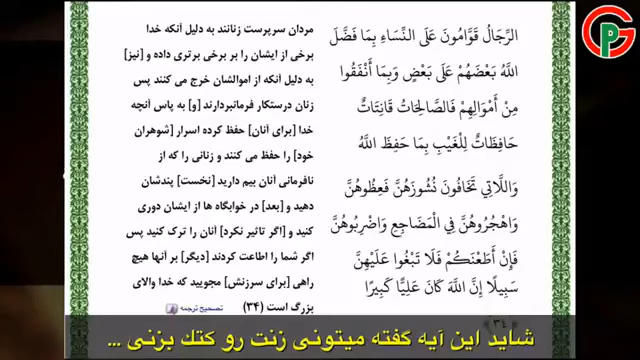 الرِّجَالُ قَوَّامُونَ عَلَى النِّسَاءِ بِمَا فَضَّلَ
اللَّهُ بَعْضَهُمْ عَلَى بَعْضٍ وَبِمَا أَنْفَقُوا
مِنْ أَمْوَالِهِمْ فَالصَّالِحَاتُ قَانِتَاتٌ
حَافِظَاتٌ لِلْغَيْبِ بِمَا حَفِظَ اللَّهُ
وَاللَّاتِي تَخَافُونَ نُشُوزَهُنَّ فَعِظُوهُنَّ
وَاهْجُرُوهُنَّ فِي الْمَضَاجِعِ وَاضْرِبُوهُنَّ
فَإِنْ أَطَعْنَكُمْ فَلَا تَبْغُوا عَلَيْهِنَّ
سَبِيلًا إِنَّ اللَّهَ كَانَ عَلِيًّا كَبِيرًا
﴿٣٤﴾
مردان سرپرست زنانند به دلیل آنکه خدا
برخی از ایشان را بر برخی برتری داده و [نیز]
به دلیل آنکه از اموالشان خرج می کنند پس
زنان درستکار فرمانبردارند [و] به پاس آنچه
خدا [برای آنان] حفظ کرده اسرار [شوهران
خود] را حفظ می کنند و زنانی را که از
نافرمانی آنان بیم دارید [نخست] پندشان
دهید و [بعد] در خوابگاه ها از ایشان دوری
کنید و [اگر تاثیر نکرد] آنان را ترک کنید پس
اگر شما را اطاعت کردند [دیگر] بر آنها هیچ
راهی [برای سرزنش] مجویید که خدا والای
بزرگ است (۳۴) تصحیح ترجمه
شاید این آیه گفته میتونی زنت رو کتک بزنی ...